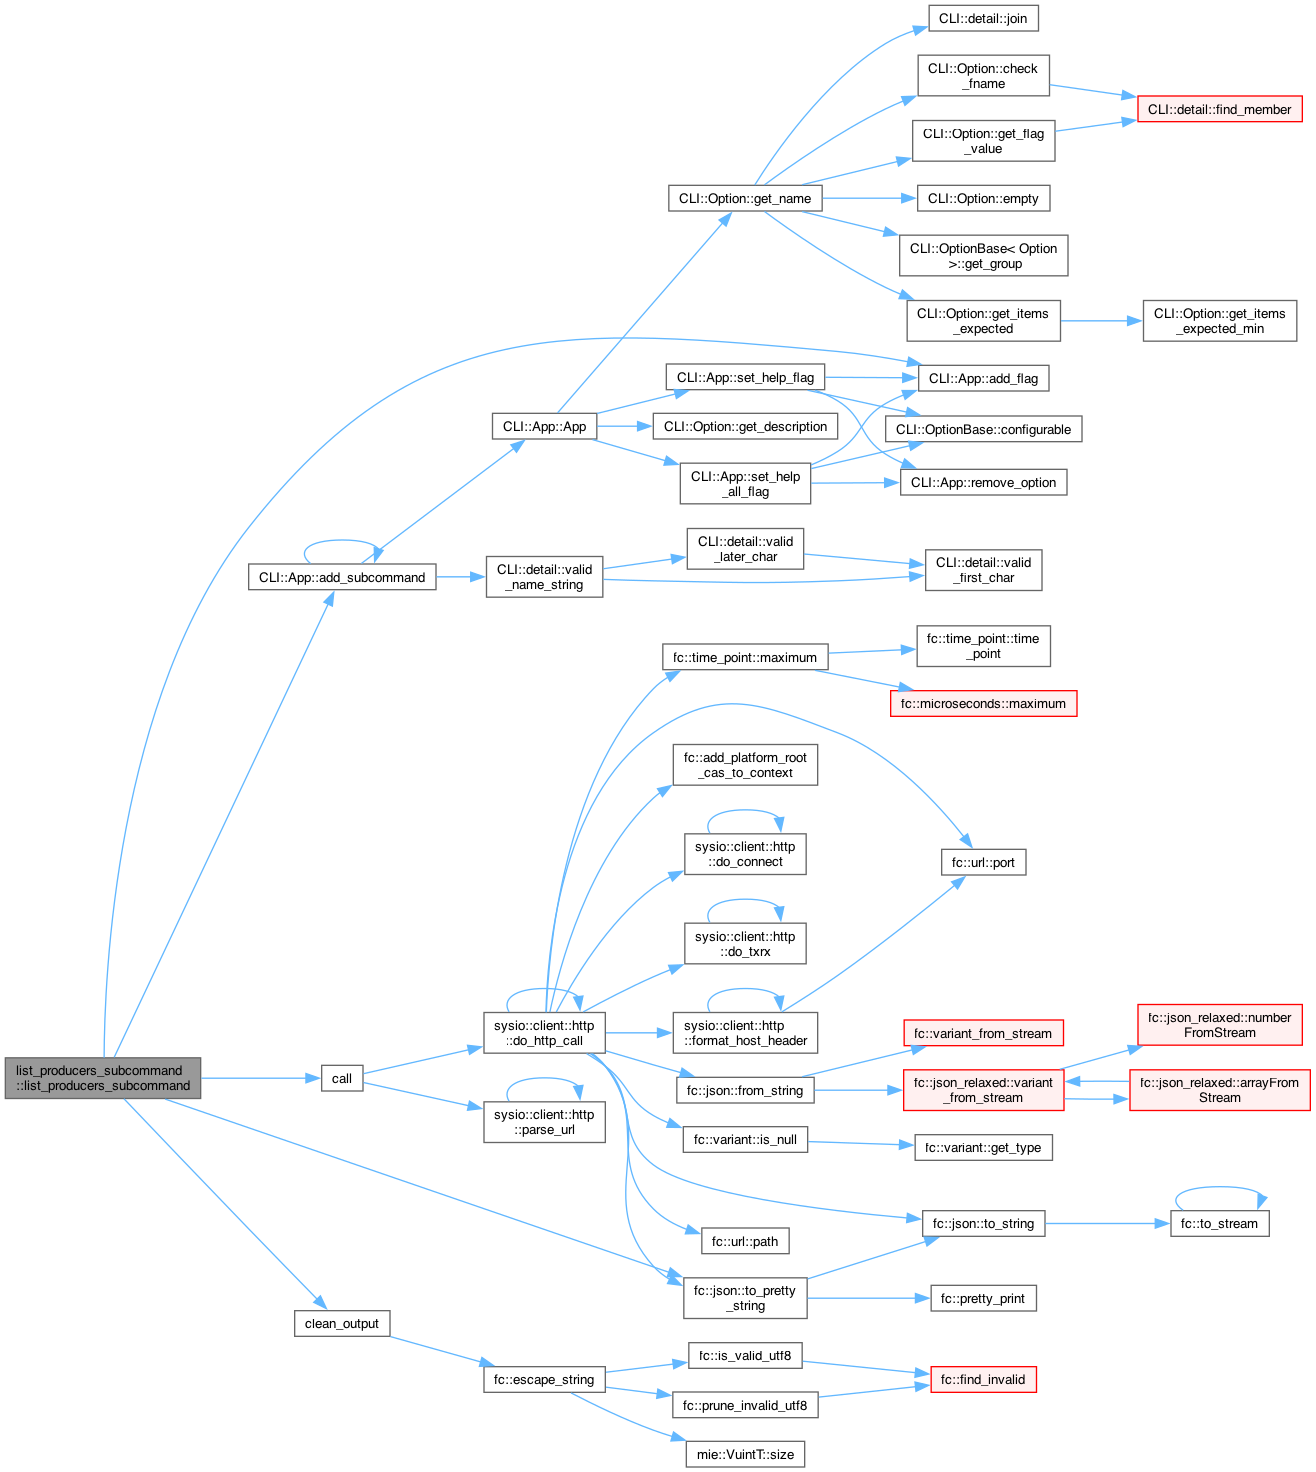 CLI::detail::join
CLI::Option::check
_fname
CLI::detail::find_member
CLI::Option::get_flag
_value
CLI::Option::get_name
CLI::Option::empty
CLI::OptionBase< Option
>::get_group
CLI::Option::get_items
_expected
CLI::Option::get_items
_expected_min
CLI::App::set_help_flag
CLI::App::add_flag
CLI::App::App
CLI::Option::get_description
CLI::OptionBase::configurable
CLI::App::set_help
_all_flag
CLI::App::remove_option
CLI::detail::valid
_later_char
CLI::App::add_subcommand
CLI::detail::valid
_name_string
CLI::detail::valid
_first_char
fc::time_point::maximum
fc::time_point::time
_point
fc::microseconds::maximum
fc::add_platform_root
_cas_to_context
sysio::client::http
::do_connect
fc::url::port
sysio::client::http
::do_txrx
sysio::client::http
::do_http_call
sysio::client::http
::format_host_header
fc::variant_from_stream
fc::json_relaxed::number
FromStream
list_producers_subcommand
::list_producers_subcommand
call
fc::json::from_string
fc::json_relaxed::variant
_from_stream
fc::json_relaxed::arrayFrom
Stream
sysio::client::http
::parse_url
fc::variant::is_null
fc::variant::get_type
fc::json::to_string
fc::to_stream
fc::url::path
fc::json::to_pretty
_string
fc::pretty_print
clean_output
fc::escape_string
fc::is_valid_utf8
fc::find_invalid
fc::prune_invalid_utf8
mie::VuintT::size